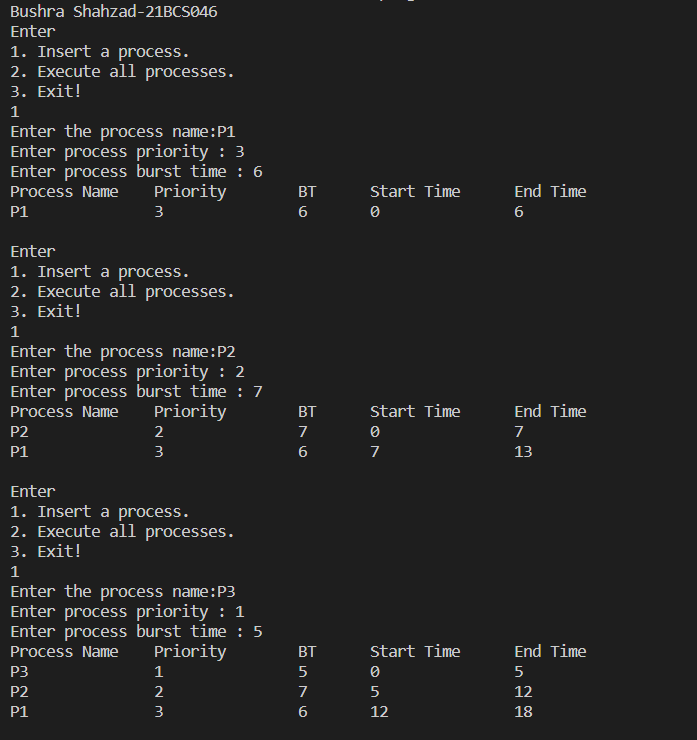 Bushra Shahzad-21BCS046
Enter
1. Insert a process.
2. Execute all processes.
3. Exit!
1
Enter the process name:P1
Enter process priority : 3
Enter process burst time : 6
Process Name    Priority        BT      Start Time      End Time
P1              3               6       0               6

Enter
1. Insert a process.
2. Execute all processes.
3. Exit!
1
Enter the process name:P2
Enter process priority : 2
Enter process burst time : 7
Process Name    Priority        BT      Start Time      End Time
P2              2               7       0               7
P1              3               6       7               13

Enter
1. Insert a process.
2. Execute all processes.
3. Exit!
1
Enter the process name:P3
Enter process priority : 1
Enter process burst time : 5
Process Name    Priority        BT      Start Time      End Time
P3              1               5       0               5
P2              2               7       5               12
P1              3               6       12              18